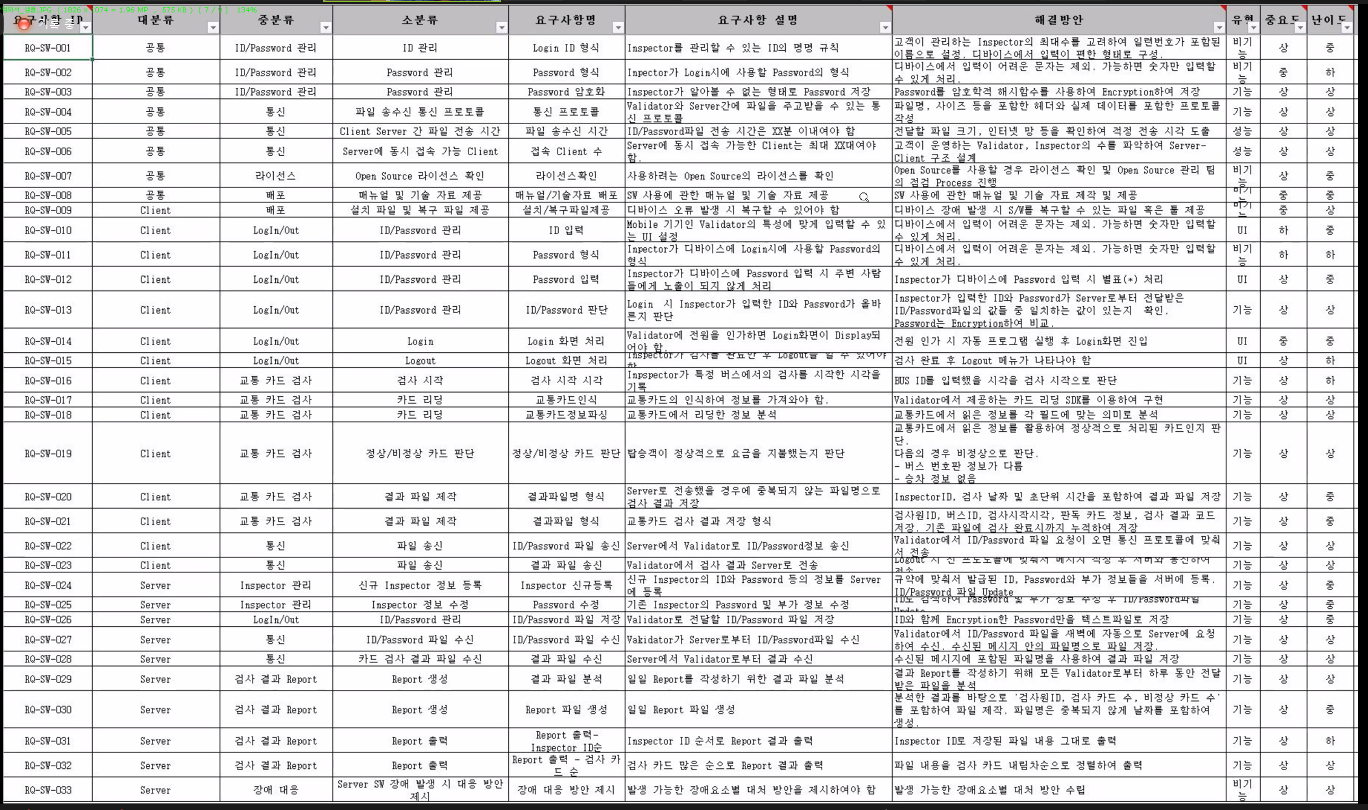 요구사항 ID 대분류 중분류 소분류 요구사항명 요구사항 설명 해결방안 유형 중요도 난이도
RQ-SW-001 공통 ID/Password 관리 ID 관리 Login ID 형식 Inspector를 관리할 수 있는 ID의 명명 규칙 고객이 관리하는 Inspector의 최대수를 고려하여 일련번호가 포함된 이름으로 설정. 디바이스에서 입력이 편한 형태로 구성. 비기능 상 중
RQ-SW-002 공통 ID/Password 관리 Password 관리 Password 형식 Inpector가 Login시에 사용할 Password의 형식 디바이스에서 입력이 어려운 문자는 제외. 가능하면 숫자만 입력할 수 있게 처리. 비기능 중 하
RQ-SW-003 공통 ID/Password 관리 Password 관리 Password 암호화 Inspector가 알아볼 수 없는 형태로 Password 저장 Password를 암호학적 해시함수를 사용하여 Encryption하여 저장 기능 상 상
RQ-SW-004 공통 통신 파일 송수신 통신 프로토콜 통신 프로토콜 Validator와 Server간에 파일을 주고받을 수 있는 통신 프로토콜 파일명, 사이즈 등을 포함한 헤더와 실제 데이터를 포함한 프로토콜 작성 기능 상 상
RQ-SW-005 공통 통신 Client Server 간 파일 전송 시간 파일 송수신 시간 ID/Password파일 전송 시간은 XX분 이내여야 함 전달할 파일 크기, 인터넷 망 등을 확인하여 적정 전송 시각 도출 성능 상 상
RQ-SW-006 공통 통신 Server에 동시 접속 가능 Client 접속 Client 수 Server에 동시 접속 가능한 Client는 최대 XX대여야 함. 고객이 운영하는 Validator, Inspector의 수를 파악하여 Server-Client 구조 설계 성능 상 상
RQ-SW-007 공통 라이선스 Open Source 라이선스 확인 라이선스확인 사용하려는 Open Source의 라이선스를 확인 Open Source를 사용할 경우 라이선스 확인 및 Open Source 관리 팀의 점검 Process 진행 비기능 상 중
RQ-SW-008 공통 배포 매뉴얼 및 기술 자료 제공 매뉴얼/기술자료 배포 SW 사용에 관한 매뉴얼 및 기술 자료 제공 SW 사용에 관한 매뉴얼 및 기술 자료 제작 및 제공 비기능 상 중
RQ-SW-009 Client 배포 설치 파일 및 복구 파일 제공 설치/복구파일제공 디바이스 오류 발생 시 복구할 수 있어야 함 디바이스 장애 발생 시 S/W를 복구할 수 있는 파일 혹은 툴 제공 비기능 중 상
RQ-SW-010 Client LogIn/Out ID/Password 관리 ID 입력 Mobile 기기인 Validator의 특성에 맞게 입력할 수 있는 UI 설정 디바이스에서 입력이 어려운 문자는 제외. 가능하면 숫자만 입력할 수 있게 처리. UI 하 중
RQ-SW-011 Client LogIn/Out ID/Password 관리 Password 형식 Inpector가 디바이스에 Login시에 사용할 Password의 형식 디바이스에서 입력이 어려운 문자는 제외. 가능하면 숫자만 입력할 수 있게 처리. 비기능 하 하
RQ-SW-012 Client LogIn/Out ID/Password 관리 Password 입력 Inspector가 디바이스에 Password 입력 시 주변 사람들에게 노출이 되지 않게 처리 Inspector가 디바이스에 Password 입력 시 별표(*) 처리 UI 상 중
RQ-SW-013 Client LogIn/Out ID/Password 관리 ID/Password 판단 Login 시 Inspector가 입력한 ID와 Password가 올바른지 판단 Inspector가 입력한 ID와 Password가 Server로부터 전달받은 ID/Password파일의 값들 중 일치하는 값이 있는지 확인. Password는 Encryption하여 비교. 기능 상 상
RQ-SW-014 Client LogIn/Out Login Login 화면 처리 Validator에 전원을 인가하면 Login화면이 Display되어야 함. 전원 인가 시 자동 프로그램 실행 후 Login화면 진입 UI 중 중
RQ-SW-015 Client LogIn/Out Logout Logout 화면 처리 Inspector가 검사를 완료한 후 Logout을 할 수 있어야 함 검사 완료 후 Logout 메뉴가 나타나야 함 UI 상 하
RQ-SW-016 Client 교통 카드 검사 검사 시작 검사 시작 시각 Inpspector가 특정 버스에서의 검사를 시작한 시각을 기록 BUS ID를 입력했을 시각을 검사 시작으로 판단 기능 상 하
RQ-SW-017 Client 교통 카드 검사 카드 리딩 교통카드인식 교통카드의 인식하여 정보를 가져와야 함. Validator에서 제공하는 카드 리딩 SDK를 이용하여 구현 기능 상 상
RQ-SW-018 Client 교통 카드 검사 카드 리딩 교통카드정보파싱 교통카드에서 리딩한 정보 분석 교통카드에서 읽은 정보를 각 필드에 맞는 의미로 분석 기능 상 상
RQ-SW-019 Client 교통 카드 검사 정상/비정상 카드 판단 정상/비정상 카드 판단 탑승객이 정상적으로 요금을 지불했는지 판단 교통카드에서 읽은 정보를 활용하여 정상적으로 처리된 카드인지 판단. 다음의 경우 비정상으로 판단. - 버스 번호판 정보가 다름 - 승차 정보 없음 기능 상 상
RQ-SW-020 Client 교통 카드 검사 결과 파일 제작 결과파일명 형식 Server로 전송했을 경우에 중복되지 않는 파일명으로 검사 결과 저장 InspectorID, 검사 날짜 및 초단위 시간을 포함하여 결과 파일 저장 기능 상 중
RQ-SW-021 Client 교통 카드 검사 결과 파일 제작 결과파일 형식 교통카드 검사 결과 저장 형식 검사원ID, 버스ID, 검사시작시각, 판독 카드 정보, 검사 결과 코드 저장. 기존 파일에 검사 완료시까지 누적하여 저장 기능 상 중
RQ-SW-022 Client 통신 파일 송신 ID/Password 파일 송신 Server에서 Validator로 ID/Password정보 송신 Validator에서 ID/Password 파일 요청이 오면 통신 프로토콜에 맞춰서 전송 기능 상 상
RQ-SW-023 Client 통신 파일 송신 결과 파일 송신 Validator에서 검사 결과 Server로 전송 Logout 시 신 프로토콜에 맞춰서 메시지 작성 후 서버와 통신하여 전송 기능 상 상
RQ-SW-024 Server Inspector 관리 신규 Inspector 정보 등록 Inspector 신규등록 신규 Inspector의 ID와 Password 등의 정보를 Server에 등록 규약에 맞춰서 발급된 ID, Password와 부가 정보들을 서버에 등록. ID/Password 파일 Update 기능 상 중
RQ-SW-025 Server Inspector 관리 Inspector 정보 수정 Password 수정 기존 Inspector의 Password 및 부가 정보 수정 ID로 검색하여 Password 및 부가 정보 수정 후 ID/Password파일 Update 기능 상 중
RQ-SW-026 Server LogIn/Out ID/Password 관리 ID/Password 파일 저장 Validator로 전달할 ID/Password 파일 저장 ID와 함께 Encryption한 Password만을 텍스트파일로 저장 기능 상 중
RQ-SW-027 Server 통신 ID/Password 파일 수신 ID/Password 파일 수신 Vakidator가 Server로부터 ID/Password파일 수신 Validator에서 ID/Password 파일을 새벽에 자동으로 Server에 요청하여 수신. 수신된 메시지 안의 파일명으로 파일 저장. 기능 상 상
RQ-SW-028 Server 통신 카드 검사 결과 파일 수신 결과 파일 수신 Server에서 Validator로부터 결과 수신 수신된 메시지에 포함된 파일명을 사용하여 결과 파일 저장 기능 상 상
RQ-SW-029 Server 검사 결과 Report Report 생성 결과 파일 분석 일일 Report를 작성하기 위한 결과 파일 분석 결과 Report를 작성하기 위해 모든 Validator로부터 하루 동안 전달받은 파일을 분석 기능 상 상
RQ-SW-030 Server 검사 결과 Report Report 생성 Report 파일 생성 일일 Report 파일 생성 분석한 결과를 바탕으로 '검사원ID, 검사 카드 수, 비정상 카드 수'를 포함하여 파일 제작. 파일명은 중복되지 않게 날짜를 포함하여 생성. 기능 상 중
RQ-SW-031 Server 검사 결과 Report Report 출력 Report 출력- Inspector ID순 Inspector ID 순서로 Report 결과 출력 Inspector ID로 저장된 파일 내용 그대로 출력 기능 상 하
RQ-SW-032 Server 검사 결과 Report Report 출력 Report 출력 - 검사 카드 순 검사 카드 많은 순으로 Report 결과 출력 파일 내용을 검사 카드 내림차순으로 정렬하여 출력 기능 상 상
RQ-SW-033 Server 장애 대응 Server SW 장애 발생 시 대응 방안 제시 장애 대응 방안 제시 발생 가능한 장애요소별 대처 방안을 제시하여야 함 발생 가능한 장애요소별 대처 방안 수립 비기능 상 상